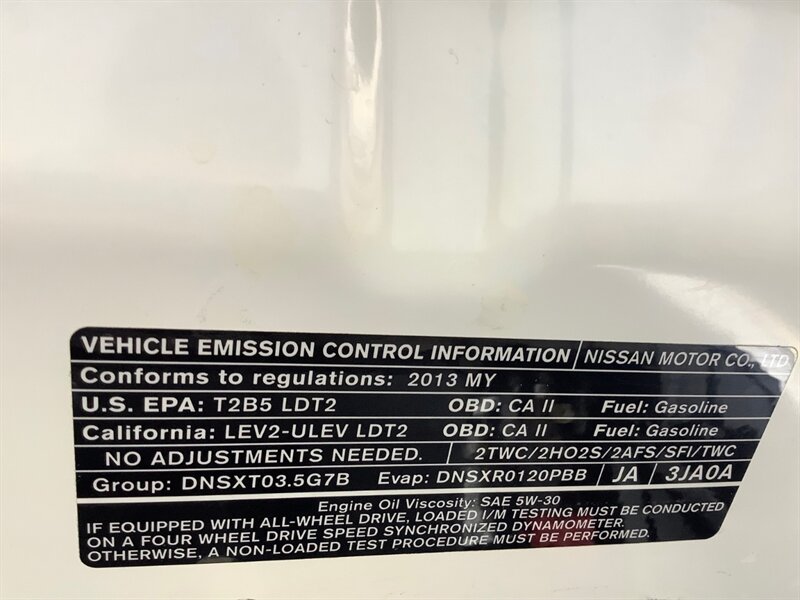 VEHICLE EMISSION CONTROL INFORMATION NISSAN MOTOR CO., LTD
Conforms to regulations: 2013 MY
U.S. EPA: T2B5 LDT2 OBD: CA II Fuel: Gasoline
California: LEV2-ULEV LDT2 OBD: CA II Fuel: Gasoline
NO ADJUSTMENTS NEEDED. 2TWC/2HO2S/2AFS/SFI/TWC
Group: DNSXT03.5G7B Evap: DNSXR0120PBB JA 3JA0A
Engine Oil Viscosity: SAE 5W-30
IF EQUIPPED WITH ALL-WHEEL DRIVE, LOADED I/M TESTING MUST BE CONDUCTED
ON A FOUR WHEEL DRIVE SPEED SYNCHRONIZED DYNAMOMETER.
OTHERWISE, A NON-LOADED TEST PROCEDURE MUST BE PERFORMED.